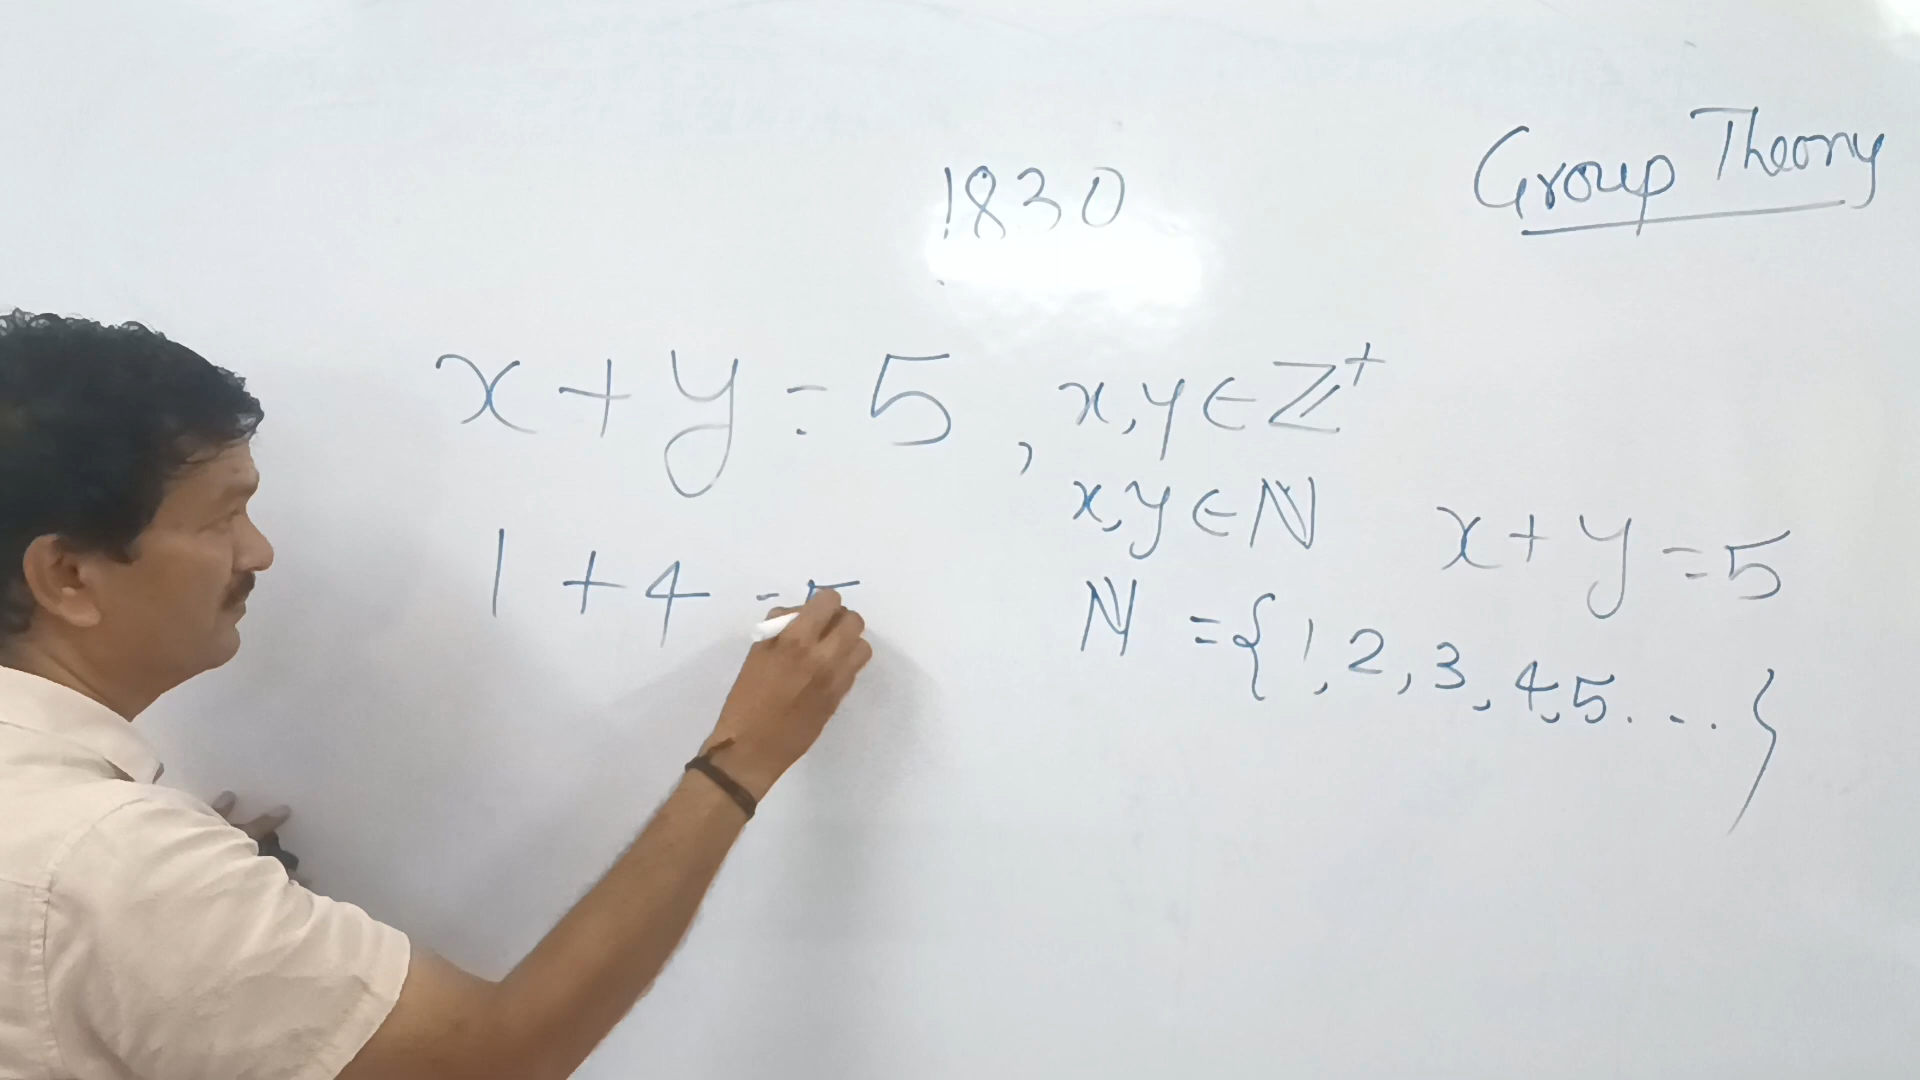 Group Theory
1830
x + y = 5 , x, y ∈ ℤ⁺
x, y ∈ ℕ
x + y = 5
1 + 4 = 5
ℕ = { 1, 2, 3, 4, 5. ... }